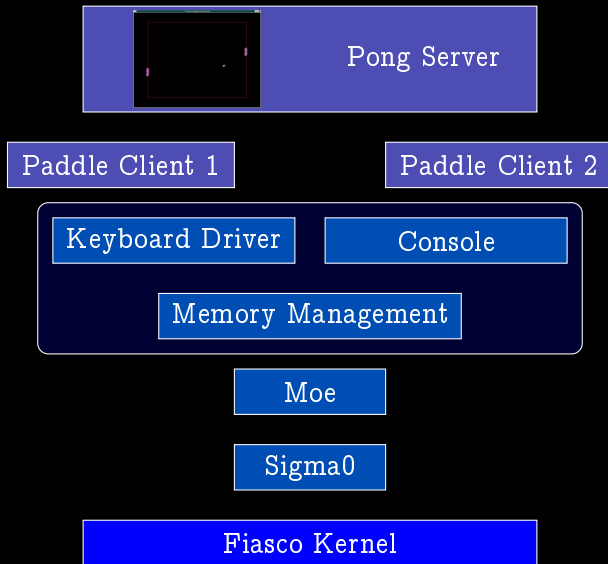 Pong Server
Paddle Client 1
Paddle Client 2
Keyboard Driver
Console
Memory Management
Moe
Sigma0
Fiasco Kernel